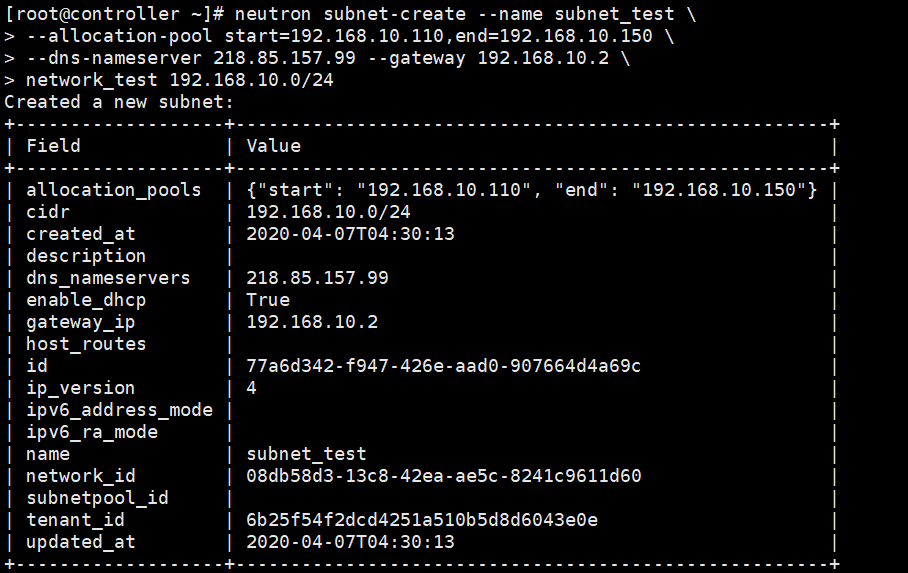 [root@controller ~]# neutron subnet-create --name subnet_test \
> --allocation-pool start=192.168.10.110,end=192.168.10.150 \
> --dns-nameserver 218.85.157.99 --gateway 192.168.10.2 \
> network_test 192.168.10.0/24
Created a new subnet:
+-------------------+------------------------------------------------------+
| Field             | Value                                                |
+-------------------+------------------------------------------------------+
| allocation_pools  | {"start": "192.168.10.110", "end": "192.168.10.150"} |
| cidr              | 192.168.10.0/24                                      |
| created_at        | 2020-04-07T04:30:13                                  |
| description       |                                                      |
| dns_nameservers   | 218.85.157.99                                        |
| enable_dhcp       | True                                                 |
| gateway_ip        | 192.168.10.2                                         |
| host_routes       |                                                      |
| id                | 77a6d342-f947-426e-aad0-907664d4a69c                 |
| ip_version        | 4                                                    |
| ipv6_address_mode |                                                      |
| ipv6_ra_mode      |                                                      |
| name              | subnet_test                                          |
| network_id        | 08db58d3-13c8-42ea-ae5c-8241c9611d60                 |
| subnetpool_id     |                                                      |
| tenant_id         | 6b25f54f2dcd4251a510b5d8d6043e0e                     |
| updated_at        | 2020-04-07T04:30:13                                  |
+-------------------+------------------------------------------------------+